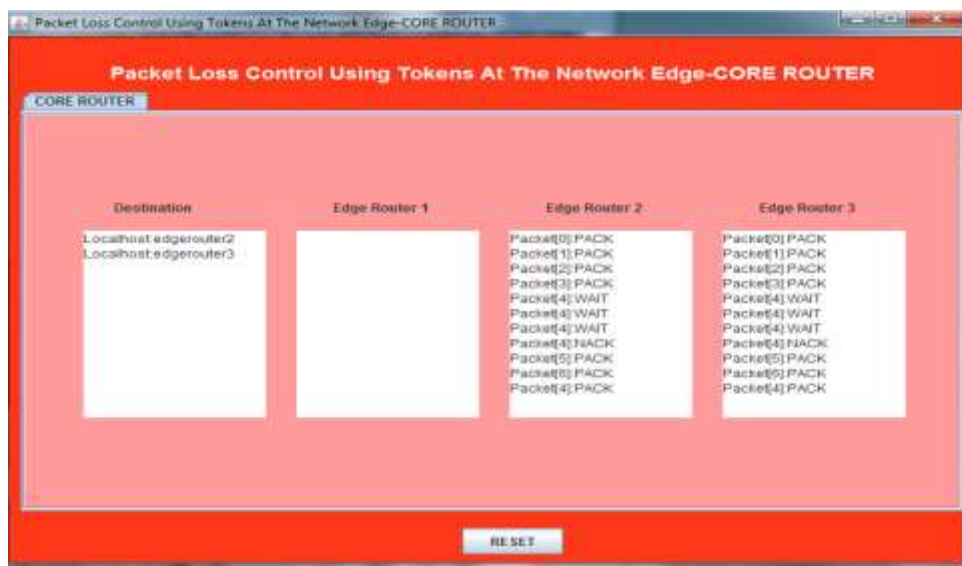 Packet Loss Control Using Tokens At The Network Edge-CORE ROUTER
Packet Loss Control Using Tokens At The Network Edge-CORE ROUTER
CORE ROUTER
Destination
Localhost:edgerouter2
Localhost:edgerouter3
Edge Router 1
Edge Router 2
Packet[0]:PACK
Packet[1]:PACK
Packet[2]:PACK
Packet[3]:PACK
Packet[4]:WAIT
Packet[4]:WAIT
Packet[4]:WAIT
Packet[4]:NACK
Packet[5]:PACK
Packet[6]:PACK
Packet[4]:PACK
Edge Router 3
Packet[0]:PACK
Packet[1]:PACK
Packet[2]:PACK
Packet[3]:PACK
Packet[4]:WAIT
Packet[4]:WAIT
Packet[4]:WAIT
Packet[4]:NACK
Packet[5]:PACK
Packet[6]:PACK
Packet[4]:PACK
RESET